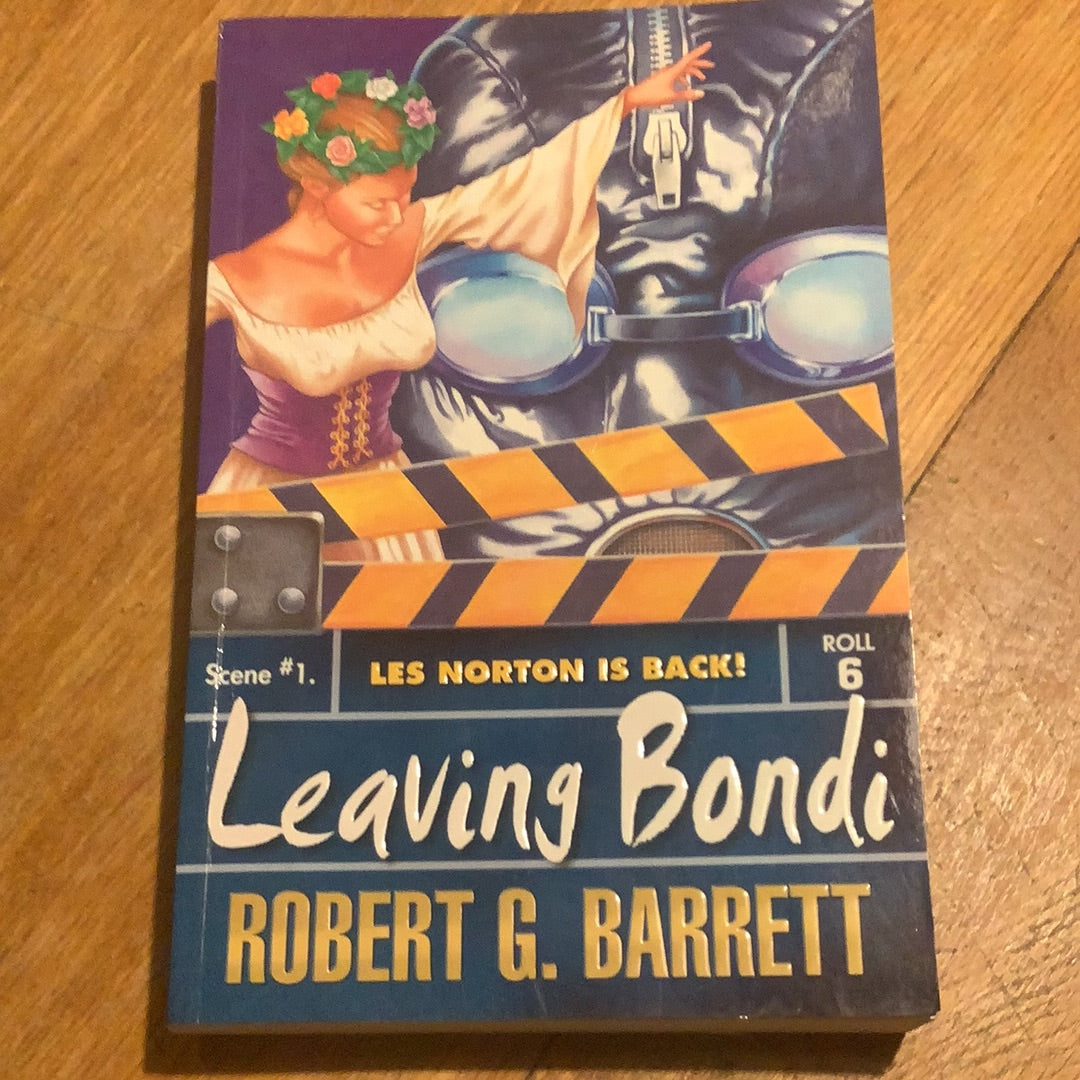 Scene #1.
LES NORTON IS BACK!
ROLL
6
Leaving Bondi
ROBERT G. BARRETT